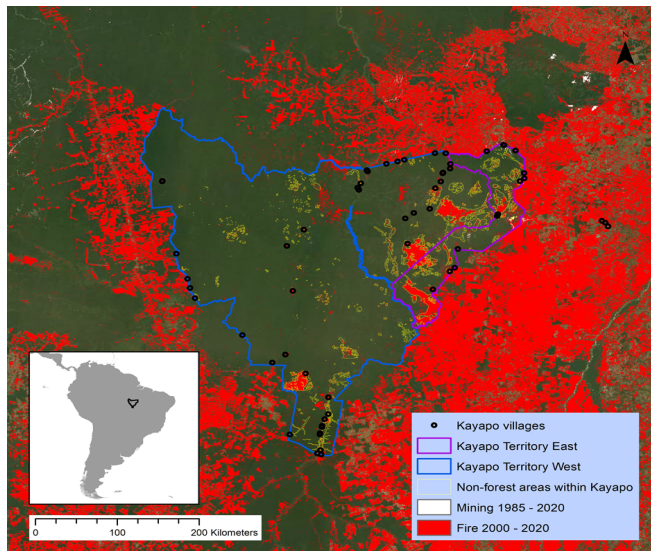 N
Kayapo villages
Kayapo Territory East
Kayapo Territory West
Non-forest areas within Kayapo
Mining 1985 - 2020
Fire 2000 - 2020
0 100 200 Kilometers